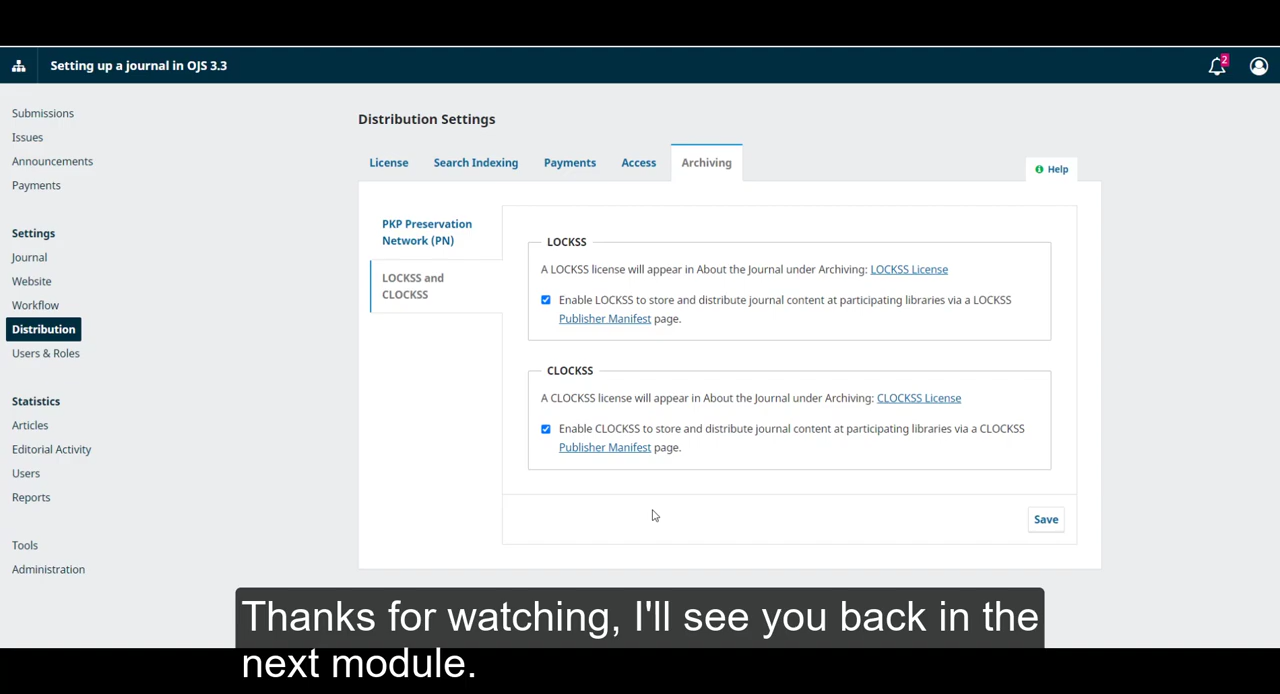 Setting up a journal in OJS 3.3
2
Submissions
Issues
Announcements
Payments
Settings
Journal
Website
Workflow
Distribution
Users & Roles
Statistics
Articles
Editorial Activity
Users
Reports
Tools
Administration
Distribution Settings
License Search Indexing Payments Access Archiving
Help
PKP Preservation
Network (PN)
LOCKSS and
CLOCKSS
LOCKSS
A LOCKSS license will appear in About the Journal under Archiving: LOCKSS License
Enable LOCKSS to store and distribute journal content at participating libraries via a LOCKSS
Publisher Manifest page.
CLOCKSS
A CLOCKSS license will appear in About the Journal under Archiving: CLOCKSS License
Enable CLOCKSS to store and distribute journal content at participating libraries via a CLOCKSS
Publisher Manifest page.
Save
Thanks for watching, I'll see you back in the
next module.